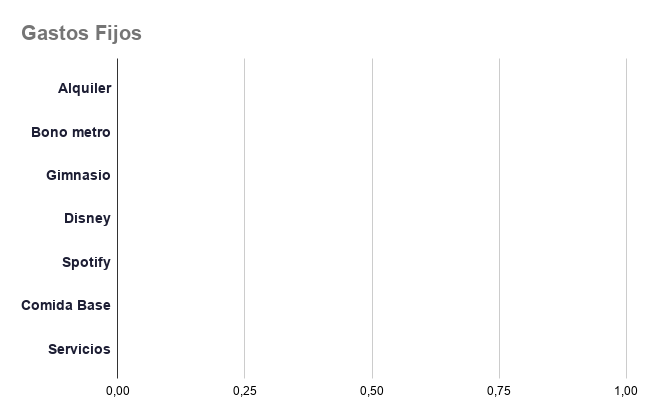 Gastos Fijos
Alquiler
Bono metro
Gimnasio
Disney
Spotify
Comida Base
Servicios
0,00 0,25 0,50 0,75 1,00